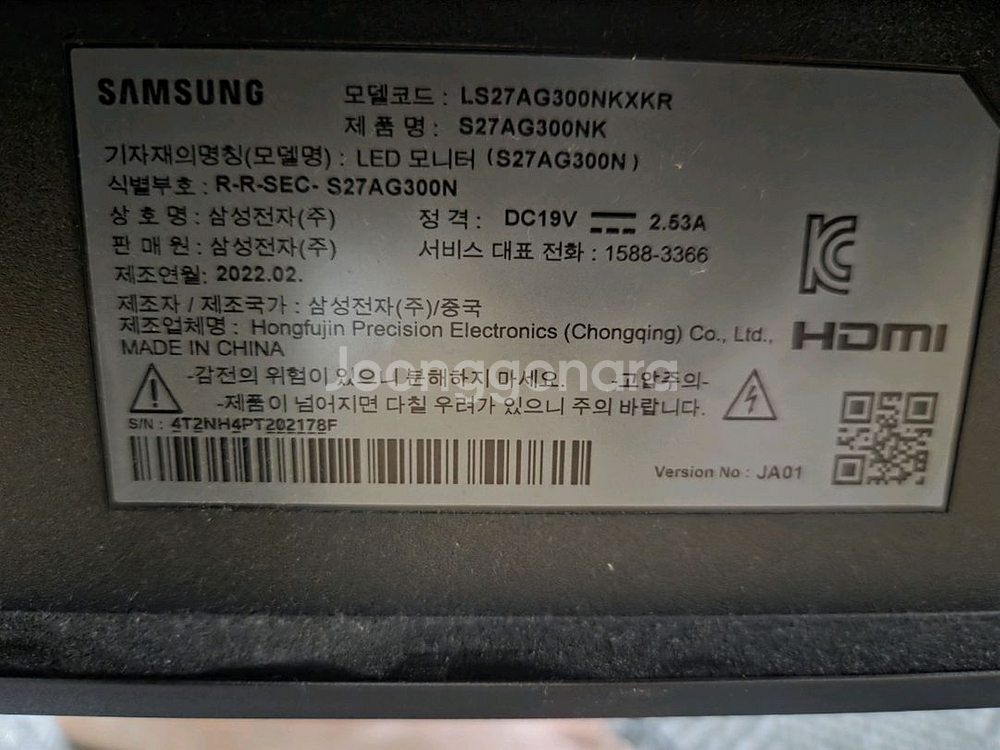 SAMSUNG
모델코드 : LS27AG300NKXKR
제 품 명 : S27AG300NK
기자재의명칭(모델명) : LED 모니터 (S27AG300N)
식별부호 : R-R-SEC- S27AG300N
상 호 명 : 삼성전자(주) 정 격 : DC19V 2.53A
판 매 원 : 삼성전자(주) 서비스 대표 전화 : 1588-3366
제조연월: 2022.02.
제조자 / 제조국가 : 삼성전자(주)/중국
제조업체명 : Hongfujin Precision Electronics (Chongqing) Co., Ltd.,
MADE IN CHINA
KC
HDMI
Joonggonara
-감전의 위험이 있으니 분해하지 마세요. -고압주의-
-제품이 넘어지면 다칠 우려가 있으니 주의 바랍니다.
S/N : 4T2NH4PT202178F
Version No : JA01